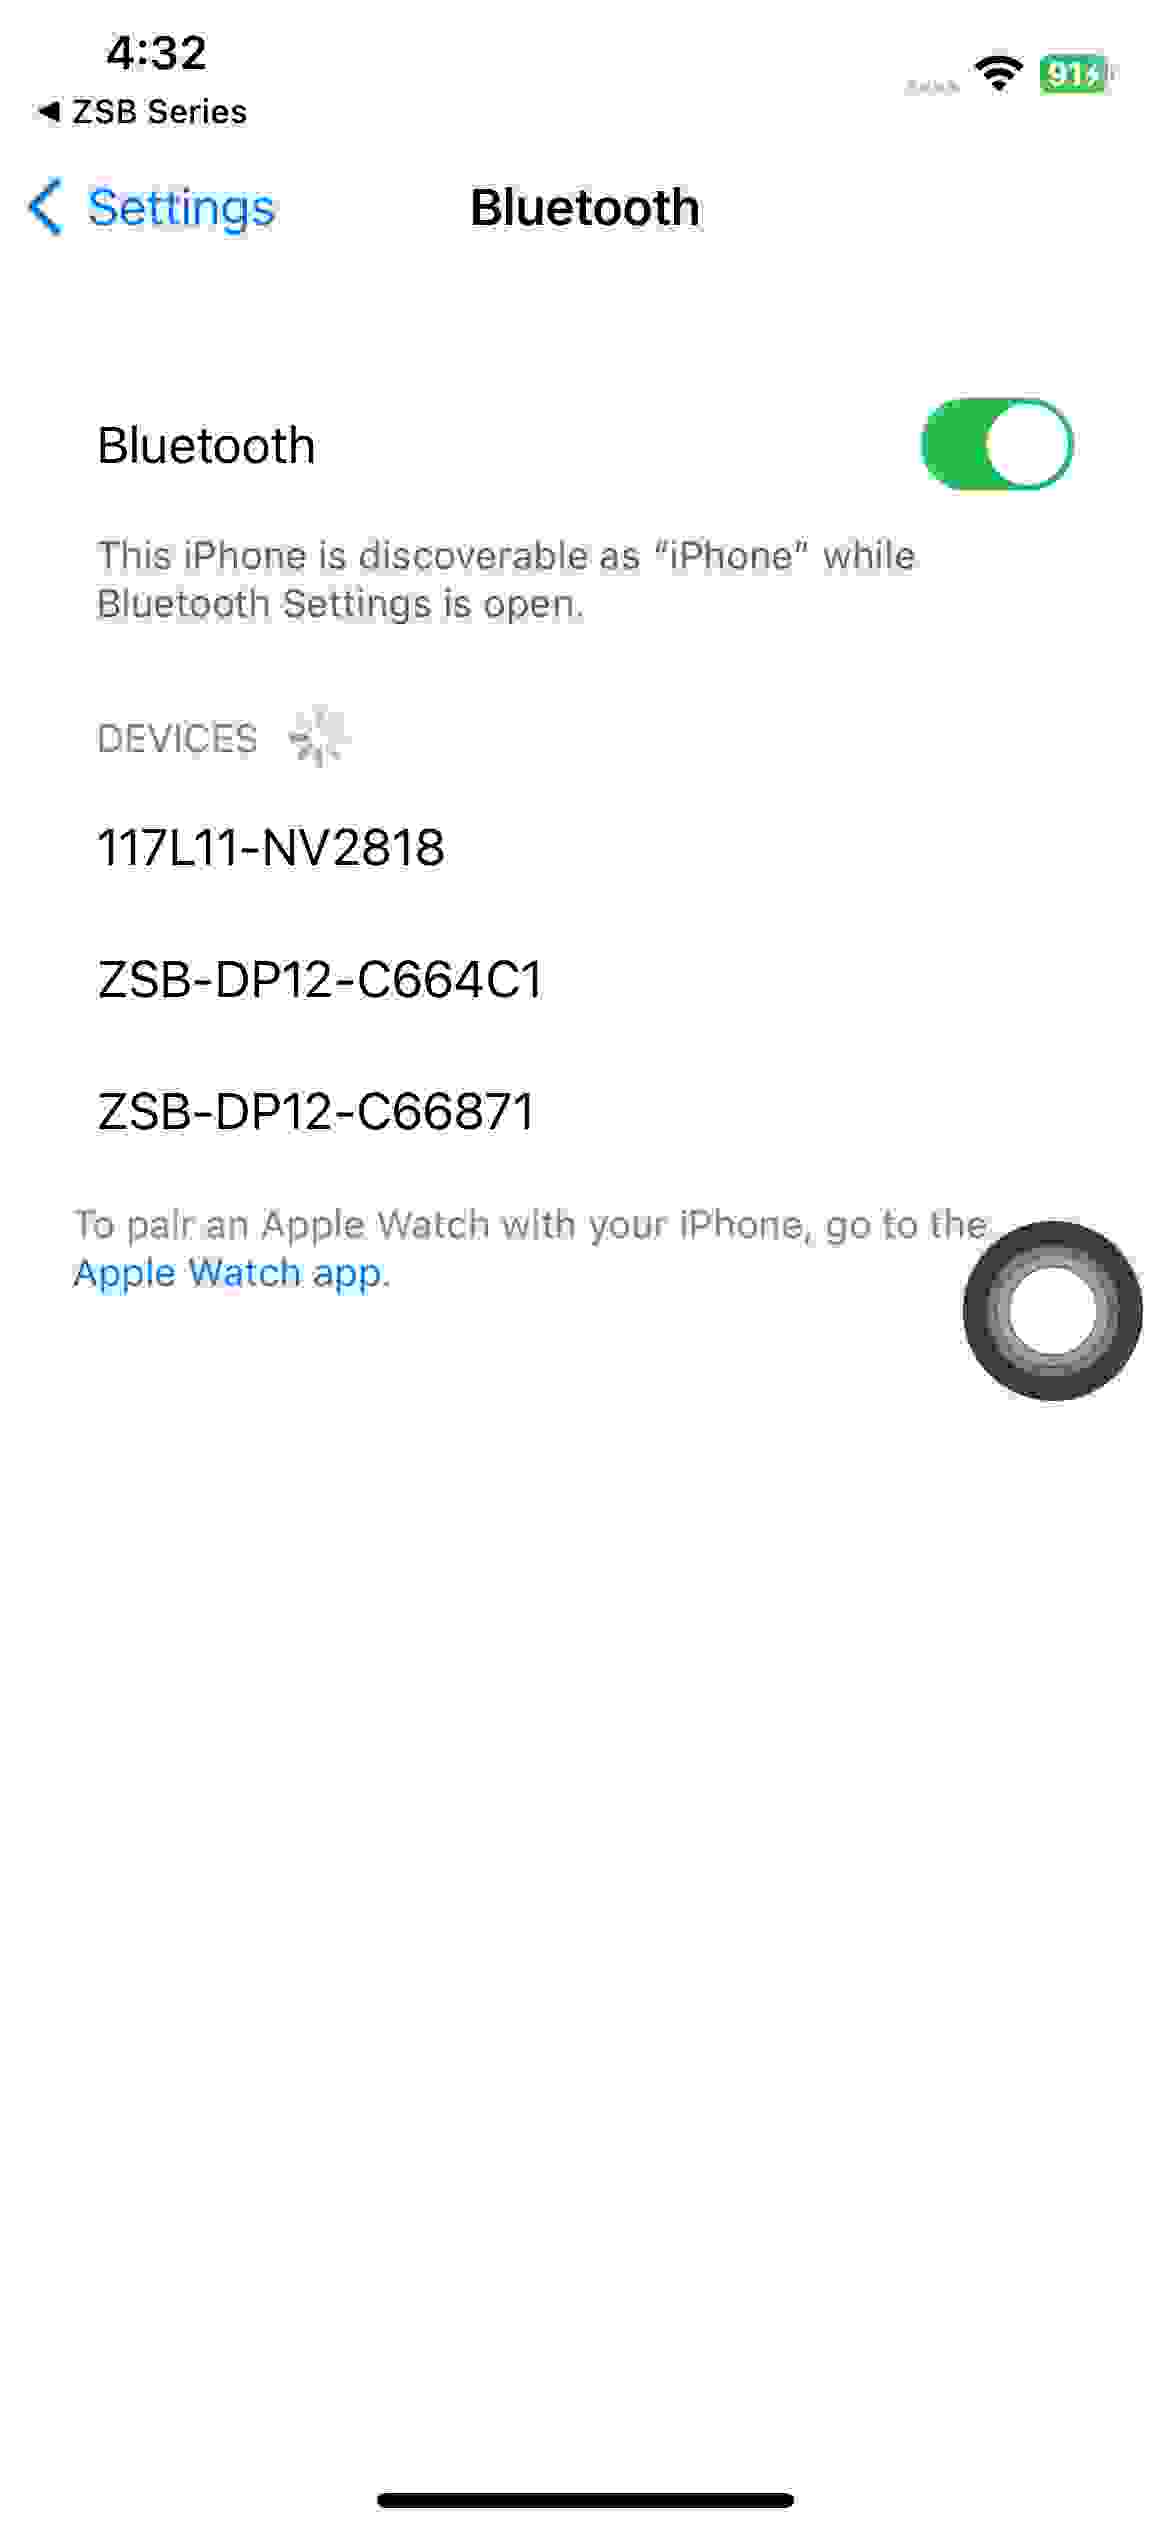 4:32
91
◀ ZSB Series
Settings
Bluetooth
Bluetooth
This iPhone is discoverable as “iPhone” while
Bluetooth Settings is open.
DEVICES
117L11-NV2818
ZSB-DP12-C664C1
ZSB-DP12-C66871
To pair an Apple Watch with your iPhone, go to the
Apple Watch app.